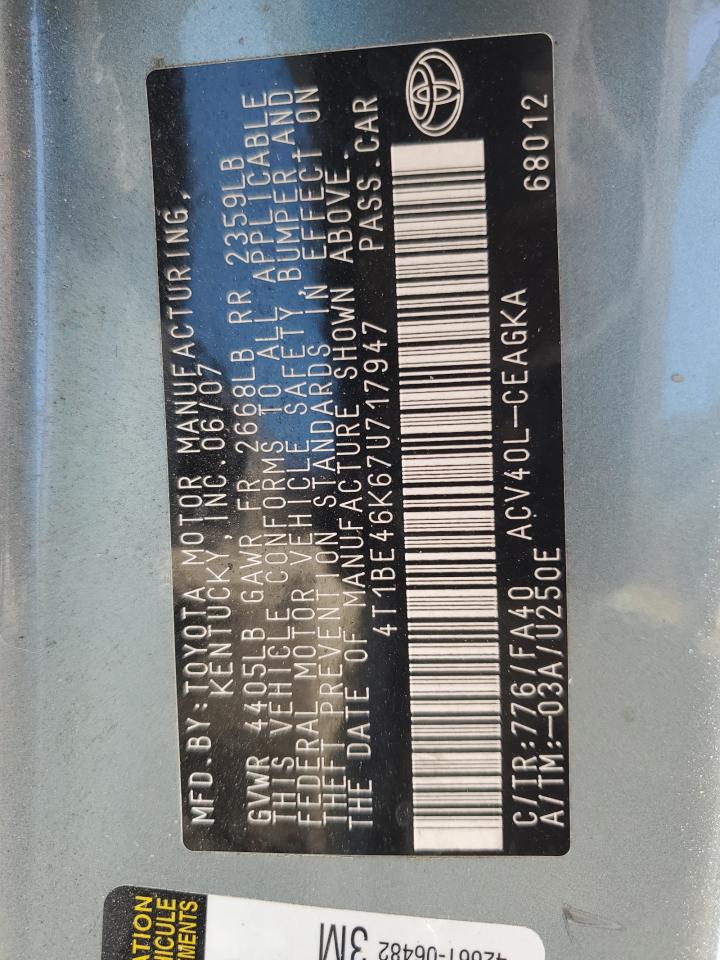 MFD.BY:TOYOTA MOTOR MANUFACTURING,
KENTUCKY,INC.06/07
GVWR 4405LB GAWR FR 2668LB RR 2359LB
THIS VEHICLE CONFORMS TO ALL APPLICABLE
FEDERAL MOTOR VEHICLE SAFETY,BUMPER,AND
THEFT PREVENTION STANDARDS IN EFFECT ON
THE DATE OF MANUFACTURE SHOWN ABOVE.
4T1BE46K67U717947 PASS.CAR
C/TR:776/FA40 ACV40L-CEAGKA 68012
A/TM:-03A/U250E
3M